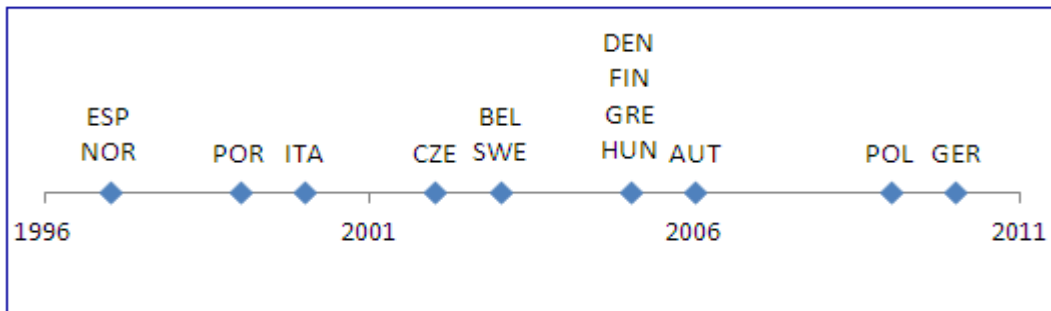 DEN
FIN
ESP BEL GRE
NOR POR ITA CZE SWE HUN AUT POL GER
1996 2001 2006 2011